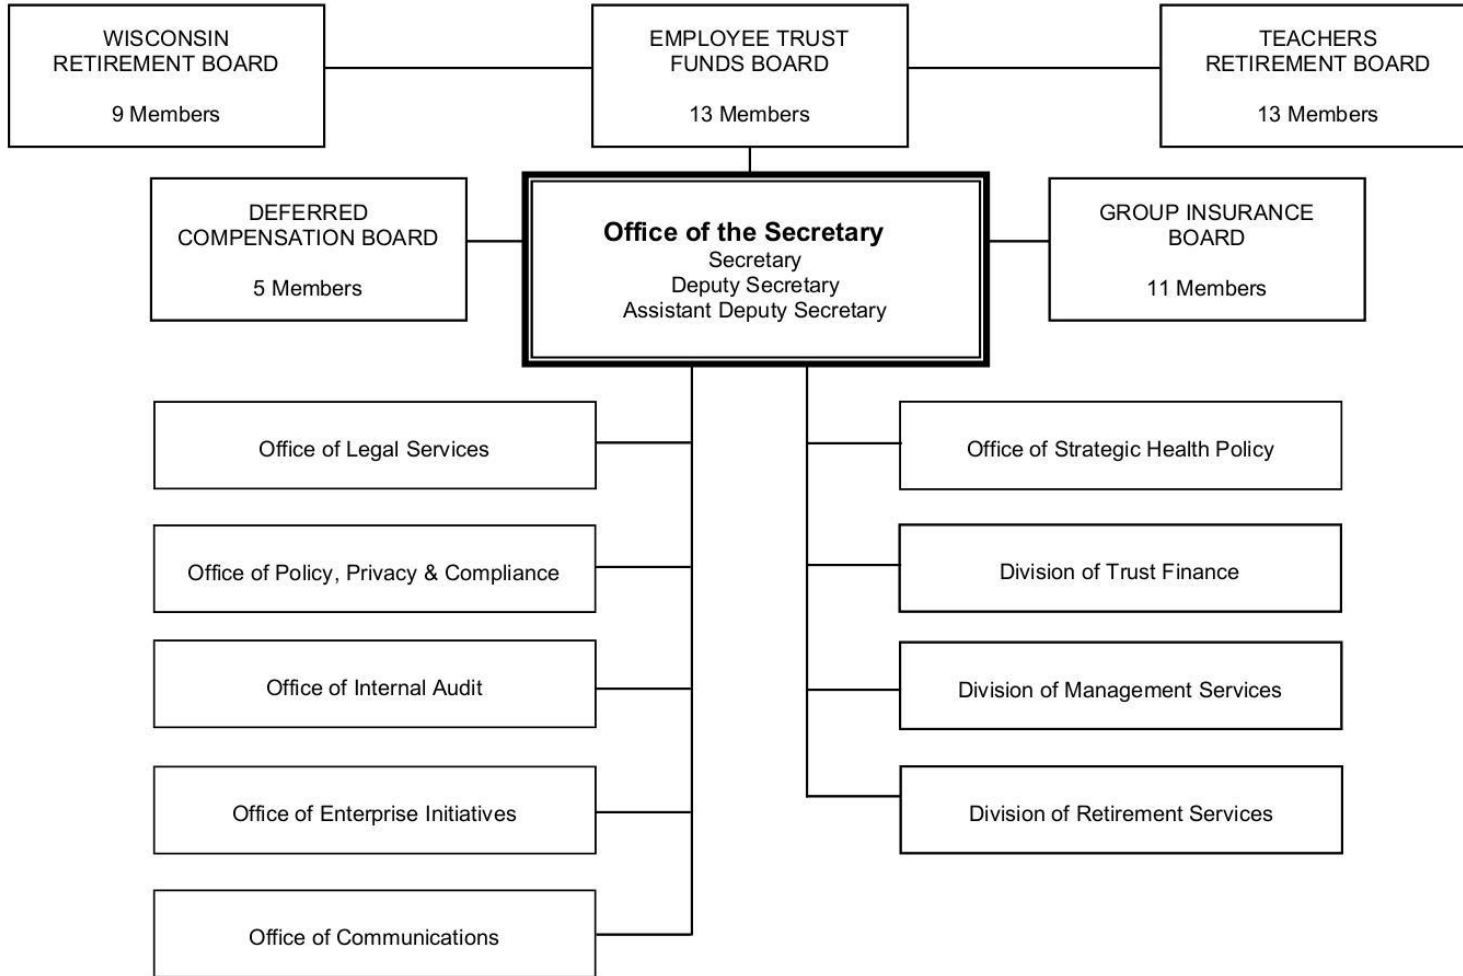 WISCONSIN
RETIREMENT BOARD
9 Members
EMPLOYEE TRUST
FUNDS BOARD
13 Members
TEACHERS
RETIREMENT BOARD
13 Members
DEFERRED
COMPENSATION BOARD
5 Members
Office of the Secretary
Secretary
Deputy Secretary
Assistant Deputy Secretary
GROUP INSURANCE
BOARD
11 Members
Office of Legal Services
Office of Policy, Privacy & Compliance
Office of Internal Audit
Office of Enterprise Initiatives
Office of Communications
Office of Strategic Health Policy
Division of Trust Finance
Division of Management Services
Division of Retirement Services